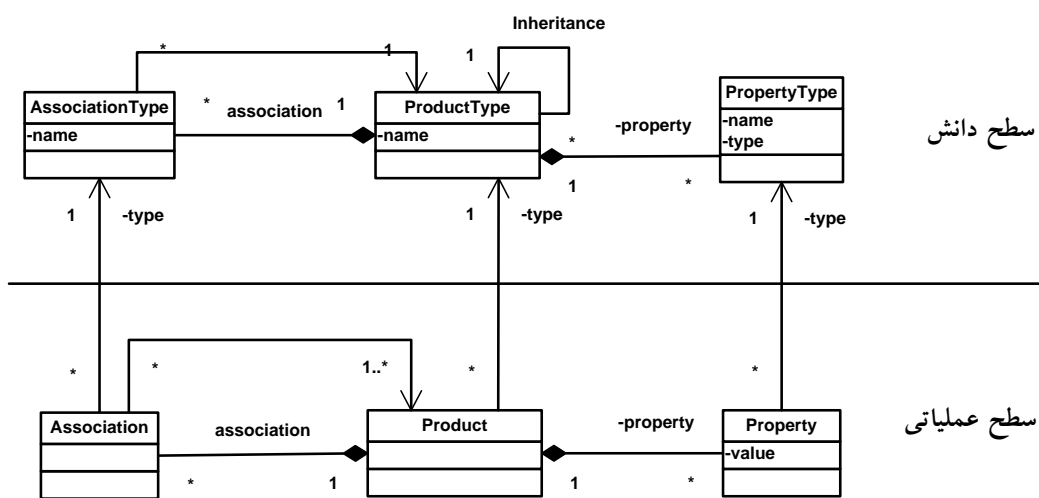 Inheritance
* 1 1
AssociationType * association 1 ProductType PropertyType
-name -name -name
-type
* -property
1 *
سطح دانش
1 -type 1 -type 1 -type
* * 1..* * *
Association association Product -property Property
-value
* 1 1 *
سطح عملیاتی